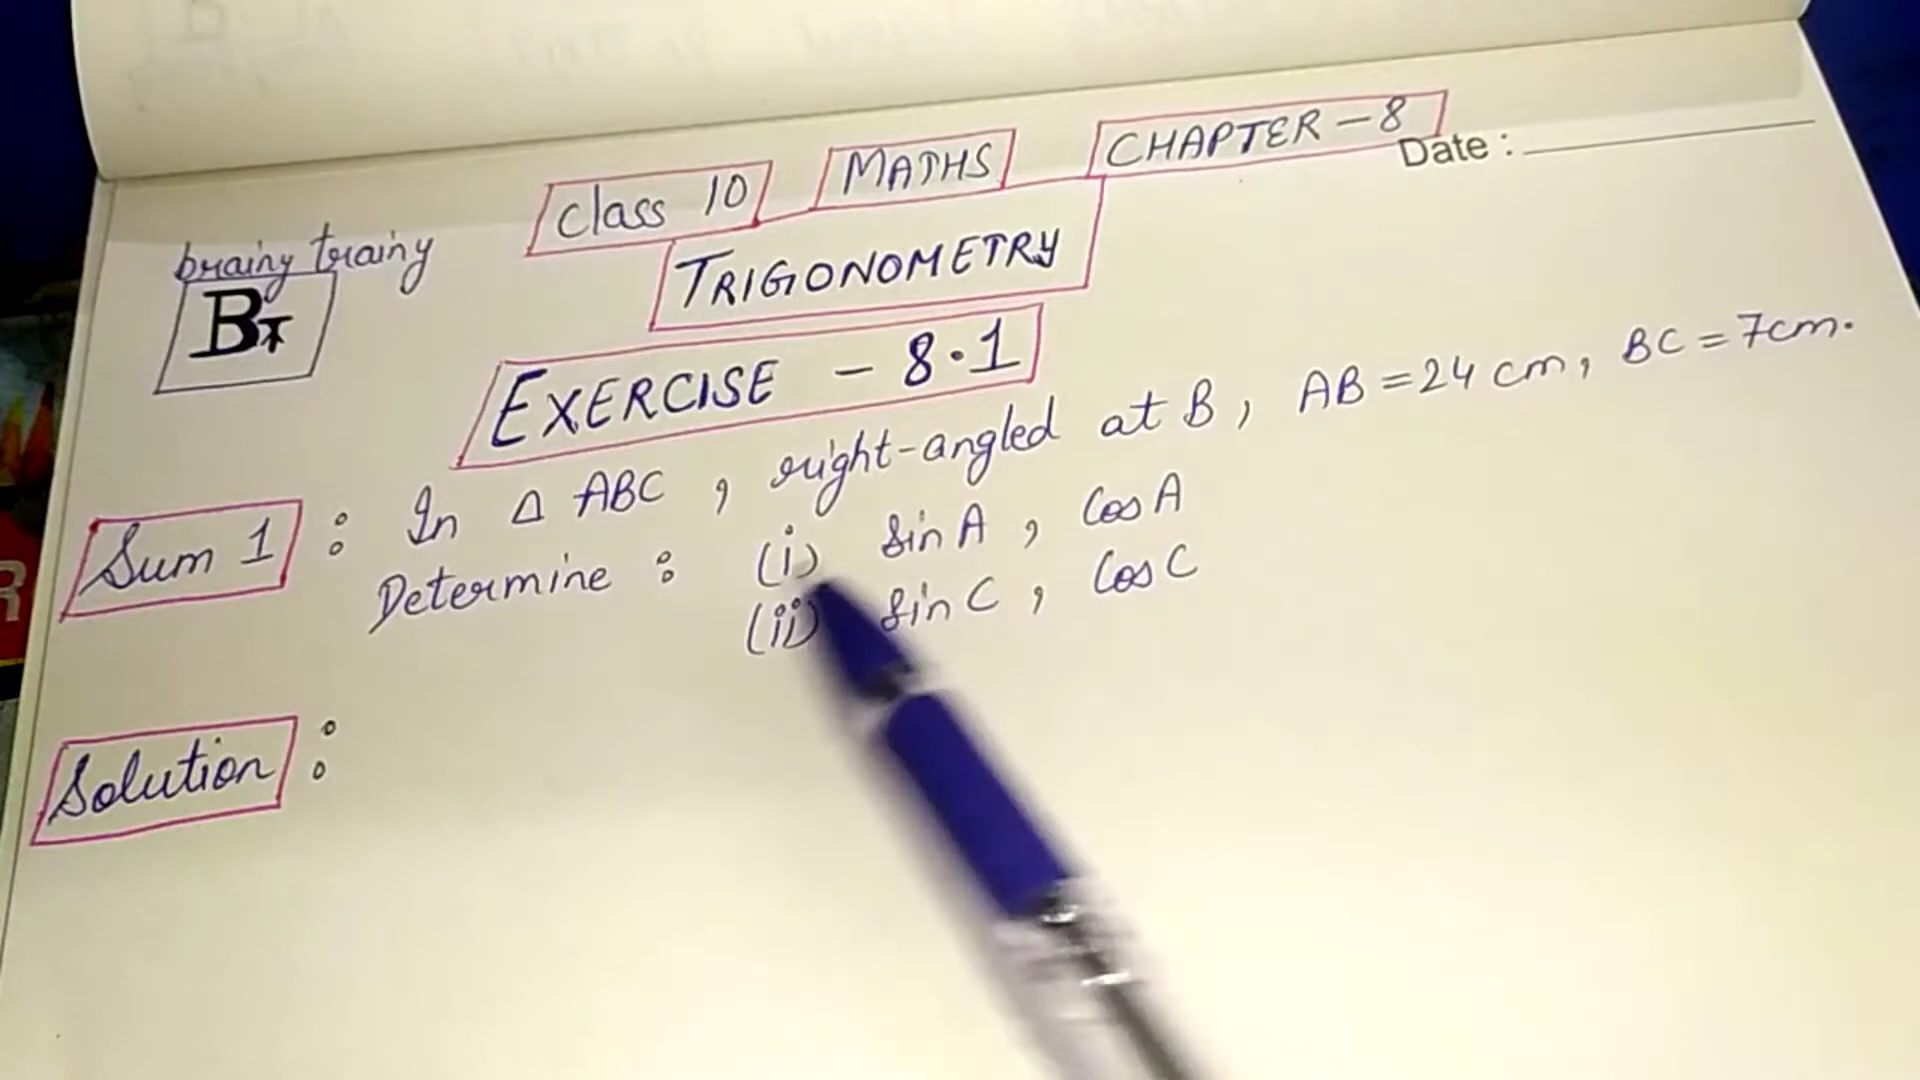 Class 10 MATHS CHAPTER - 8
Date :
brainy trainy
BT
TRIGONOMETRY
EXERCISE - 8.1
Sum 1 : In Δ ABC, right-angled at B, AB = 24 cm, BC = 7cm.
Determine : (i) sin A, Cos A
(ii) sin C, Cos C
Solution :
R